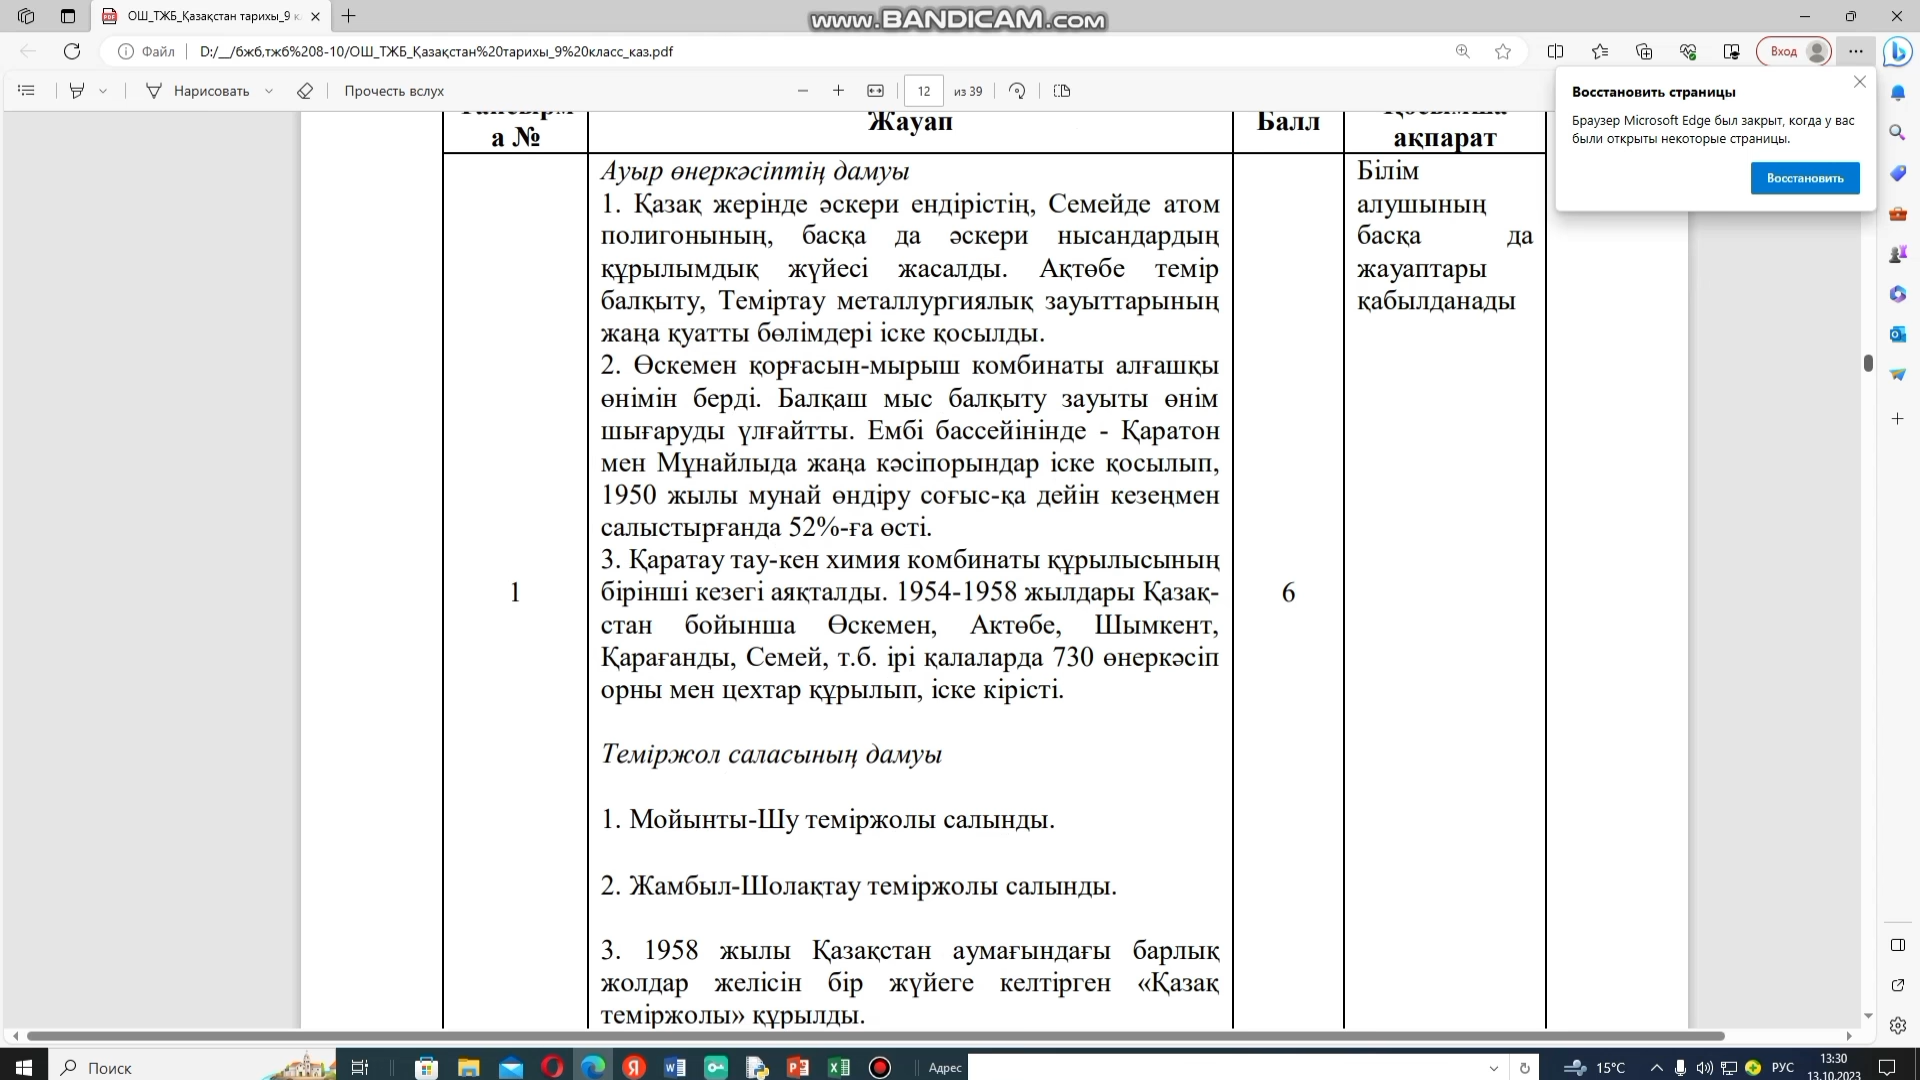 ОШ_ТЖБ_Қазақстан тарихы_9 к
www.BANDICAM.com
Файл
D:/__/бжб,тжб%208-10/ОШ_ТЖБ_Қазақстан%20тарихы_9%20класс_каз.pdf
Вход
Нарисовать
Прочесть вслух
12
из 39
Восстановить страницы
Браузер Microsoft Edge был закрыт, когда у вас
были открыты некоторые страницы.
Восстановить
а №
Жауап
Балл
ақпарат
Ауыр өнеркәсіптің дамуы
1. Қазақ жерінде әскери ендірістің, Семейде атом
полигонының, басқа да әскери нысандардың
құрылымдық жүйесі жасалды. Ақтөбе темір
балқыту, Теміртау металлургиялық зауыттарының
жаңа қуатты бөлімдері іске қосылды.
2. Өскемен қорғасын-мырыш комбинаты алғашқы
өнімін берді. Балқаш мыс балқыту зауыты өнім
шығаруды үлғайтты. Ембі бассейінінде - Қаратон
мен Мұнайлыда жаңа кәсіпорындар іске қосылып,
1950 жылы мунай өндіру соғыс-қа дейін кезеңмен
салыстырғанда 52%-ға өсті.
3. Қаратау тау-кен химия комбинаты құрылысының
бірінші кезегі аяқталды. 1954-1958 жылдары Қазақ-
стан бойынша Өскемен, Актөбе, Шымкент,
Қарағанды, Семей, т.б. ірі қалаларда 730 өнеркәсіп
орны мен цехтар құрылып, іске кірісті.
Теміржол саласының дамуы
1. Мойынты-Шу теміржолы салынды.
2. Жамбыл-Шолақтау теміржолы салынды.
3. 1958 жылы Қазақстан аумағындағы барлық
жолдар желісін бір жүйеге келтірген «Қазақ
теміржолы» құрылды.
1
6
Білім
алушының
басқа да
жауаптары
қабылданады
Поиск
Адрес
15°C
РУС
13:30
13.10.2023